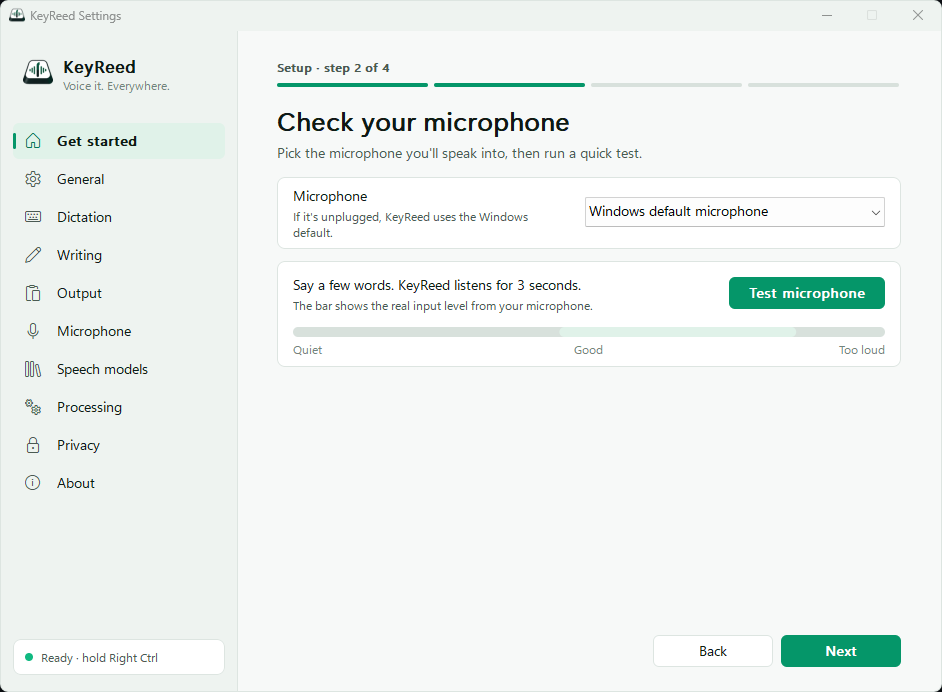 KeyReed Settings
KeyReed
Voice it. Everywhere.
Get started
General
Dictation
Writing
Output
Microphone
Speech models
Processing
Privacy
About
Ready · hold Right Ctrl
Setup · step 2 of 4
Check your microphone
Pick the microphone you'll speak into, then run a quick test.
Microphone
If it's unplugged, KeyReed uses the Windows
default.
Windows default microphone
Say a few words. KeyReed listens for 3 seconds.
The bar shows the real input level from your microphone.
Test microphone
Quiet
Good
Too loud
Back
Next